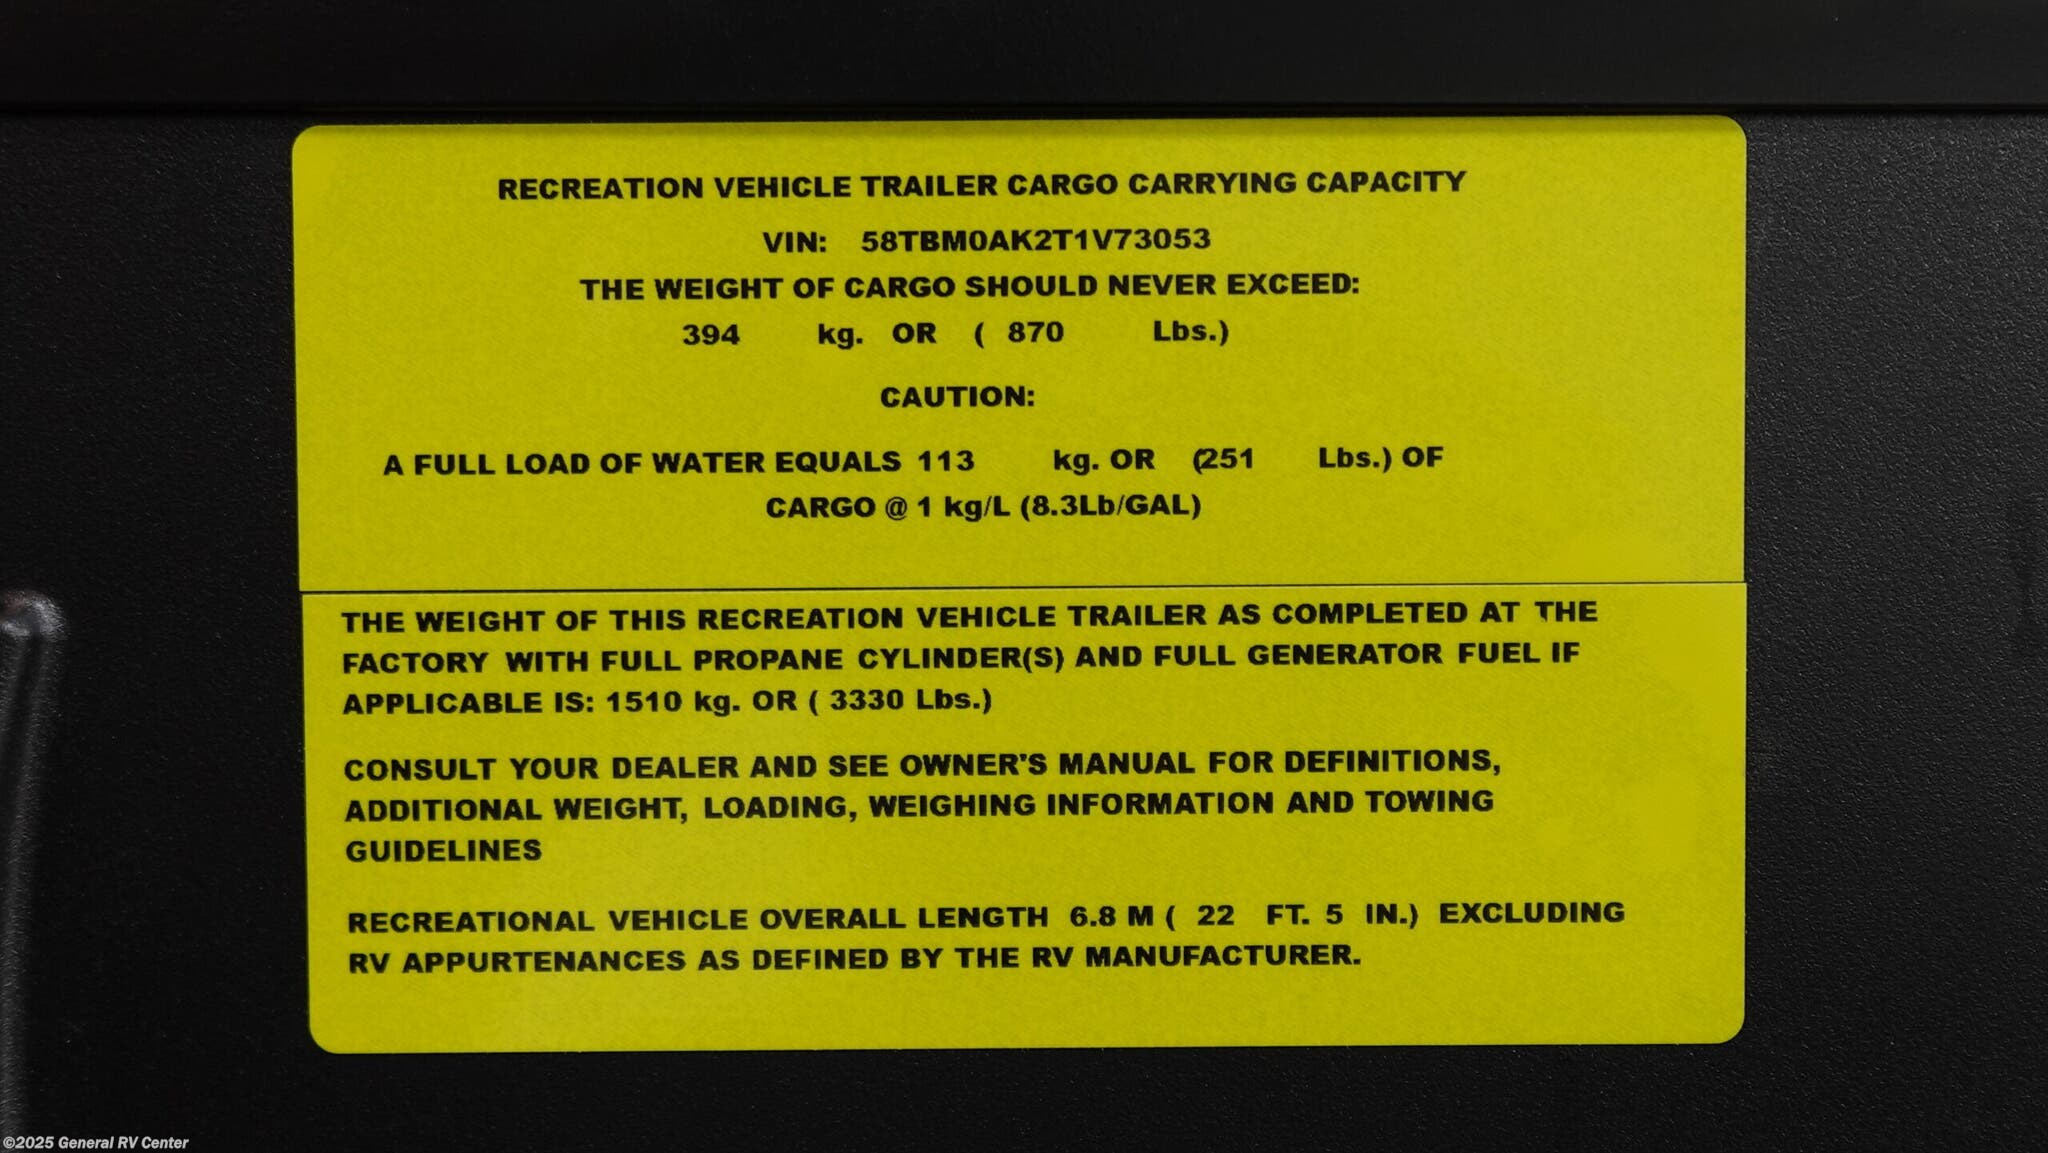 RECREATION VEHICLE TRAILER CARGO CARRYING CAPACITY
VIN: 58TBM0AK2T1V73053
THE WEIGHT OF CARGO SHOULD NEVER EXCEED:
394 kg. OR ( 870 Lbs.)
CAUTION:
A FULL LOAD OF WATER EQUALS 113 kg. OR (251 Lbs.) OF
CARGO @ 1 kg/L (8.3Lb/GAL)
THE WEIGHT OF THIS RECREATION VEHICLE TRAILER AS COMPLETED AT THE
FACTORY WITH FULL PROPANE CYLINDER(S) AND FULL GENERATOR FUEL IF
APPLICABLE IS: 1510 kg. OR ( 3330 Lbs.)
CONSULT YOUR DEALER AND SEE OWNER'S MANUAL FOR DEFINITIONS,
ADDITIONAL WEIGHT, LOADING, WEIGHING INFORMATION AND TOWING
GUIDELINES
RECREATIONAL VEHICLE OVERALL LENGTH 6.8 M ( 22 FT. 5 IN.) EXCLUDING
RV APPURTENANCES AS DEFINED BY THE RV MANUFACTURER.
©2025 General RV Center